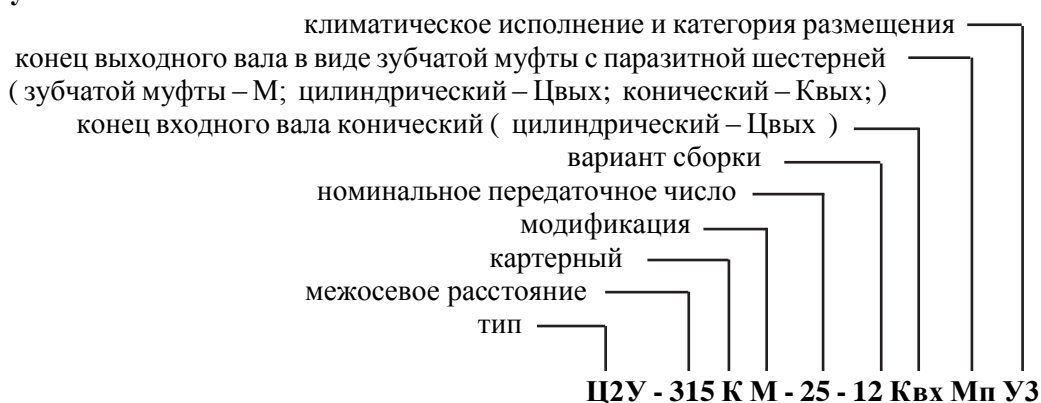 климатическое исполнение и категория размещения
конец выходного вала в виде зубчатой муфты с паразитной шестерней
( зубчатой муфты – М; цилиндрический – Цвых; конический – Квых; )
конец входного вала конический ( цилиндрический – Цвых )
вариант сборки
номинальное передаточное число
модификация
картерный
межосевое расстояние
тип
Ц2У - 315 К М - 25 - 12 Квх Мп У3